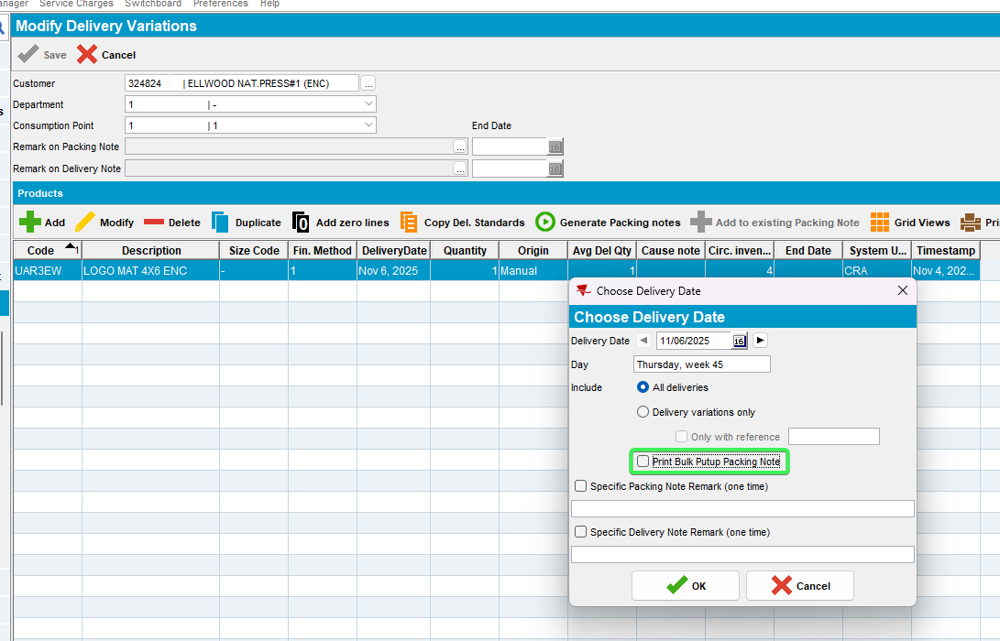 anager Service Charges Switchboard Preferences Help
Modify Delivery Variations
Save Cancel
Customer 324824 | ELLWOOD NAT.PRESS#1 (ENC) ...
Department 1 | -
Consumption Point 1 | 1 End Date
Remark on Packing Note ... 16
Remark on Delivery Note ... 16
Products
Add Modify Delete Duplicate Add zero lines Copy Del. Standards Generate Packing notes Add to existing Packing Note Grid Views Pri
Code 1 Description Size Code Fin. Method DeliveryDate Quantity Origin Avg Del Qty Cause note Circ. inven... End Date System U... Timestamp
UAR3EW LOGO MAT 4X6 ENC - 1 Nov 6, 2025 1 Manual 1 4 CRA Nov 4, 202...
Choose Delivery Date
Choose Delivery Date
Delivery Date 11/06/2025 16
Day Thursday, week 45
Include All deliveries
Delivery variations only
Only with reference
Print Bulk Putup Packing Note
Specific Packing Note Remark (one time)
Specific Delivery Note Remark (one time)
OK Cancel